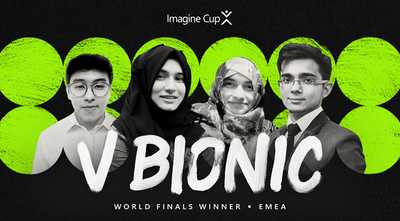 Imagine Cup
V BIONIC
WORLD FINALS WINNER • EMEA